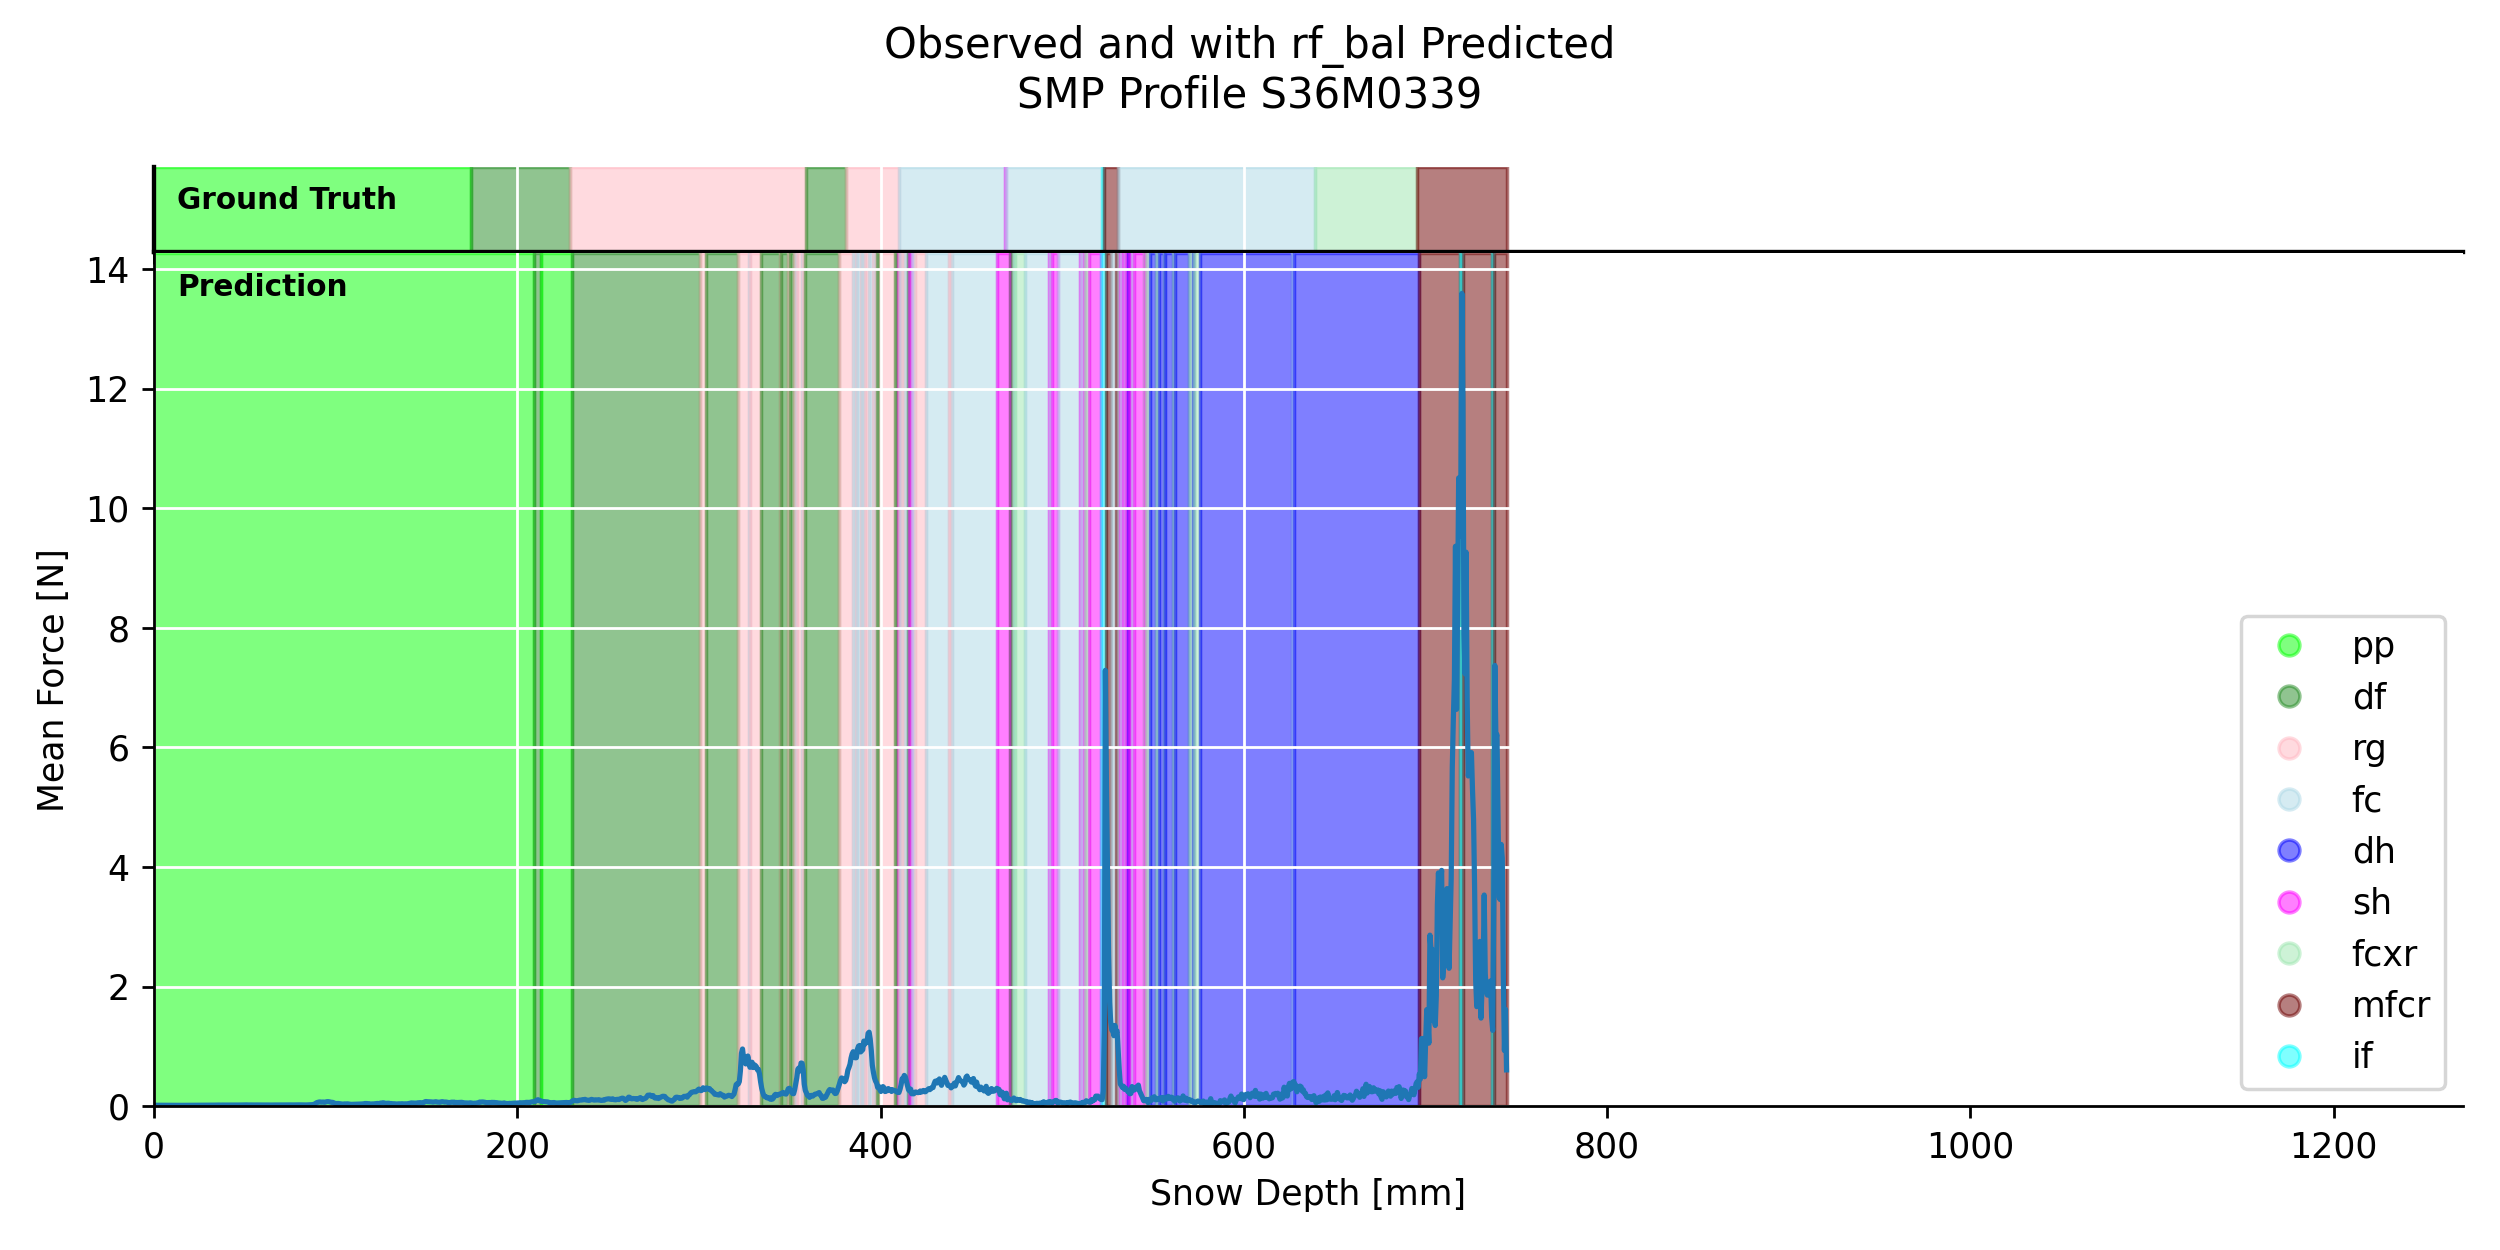 Observed and with rf_bal Predicted
SMP Profile S36M0339
Ground Truth
Prediction
14
12
10
8
6
4
2
0
Mean Force [N]
0 200 400 600 800 1000 1200
Snow Depth [mm]
pp
df
rg
fc
dh
sh
fcxr
mfcr
if